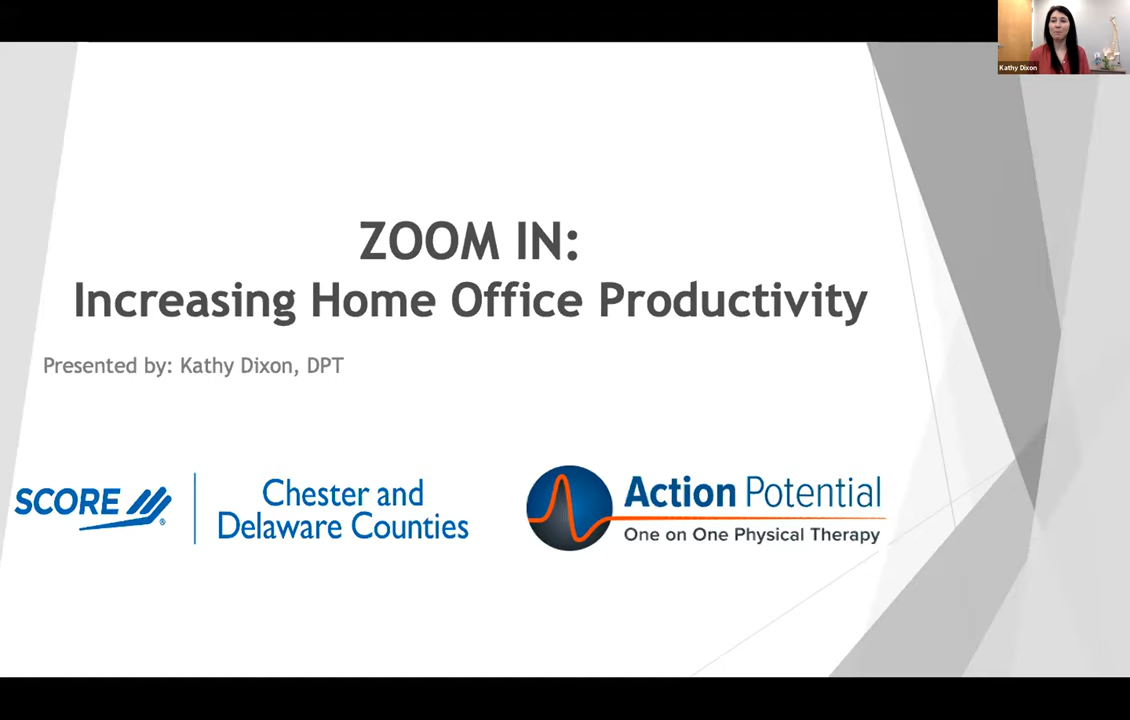 Kathy Dixon
ZOOM IN:
Increasing Home Office Productivity
Presented by: Kathy Dixon, DPT
SCORE®
Chester and
Delaware Counties
Action Potential
One on One Physical Therapy